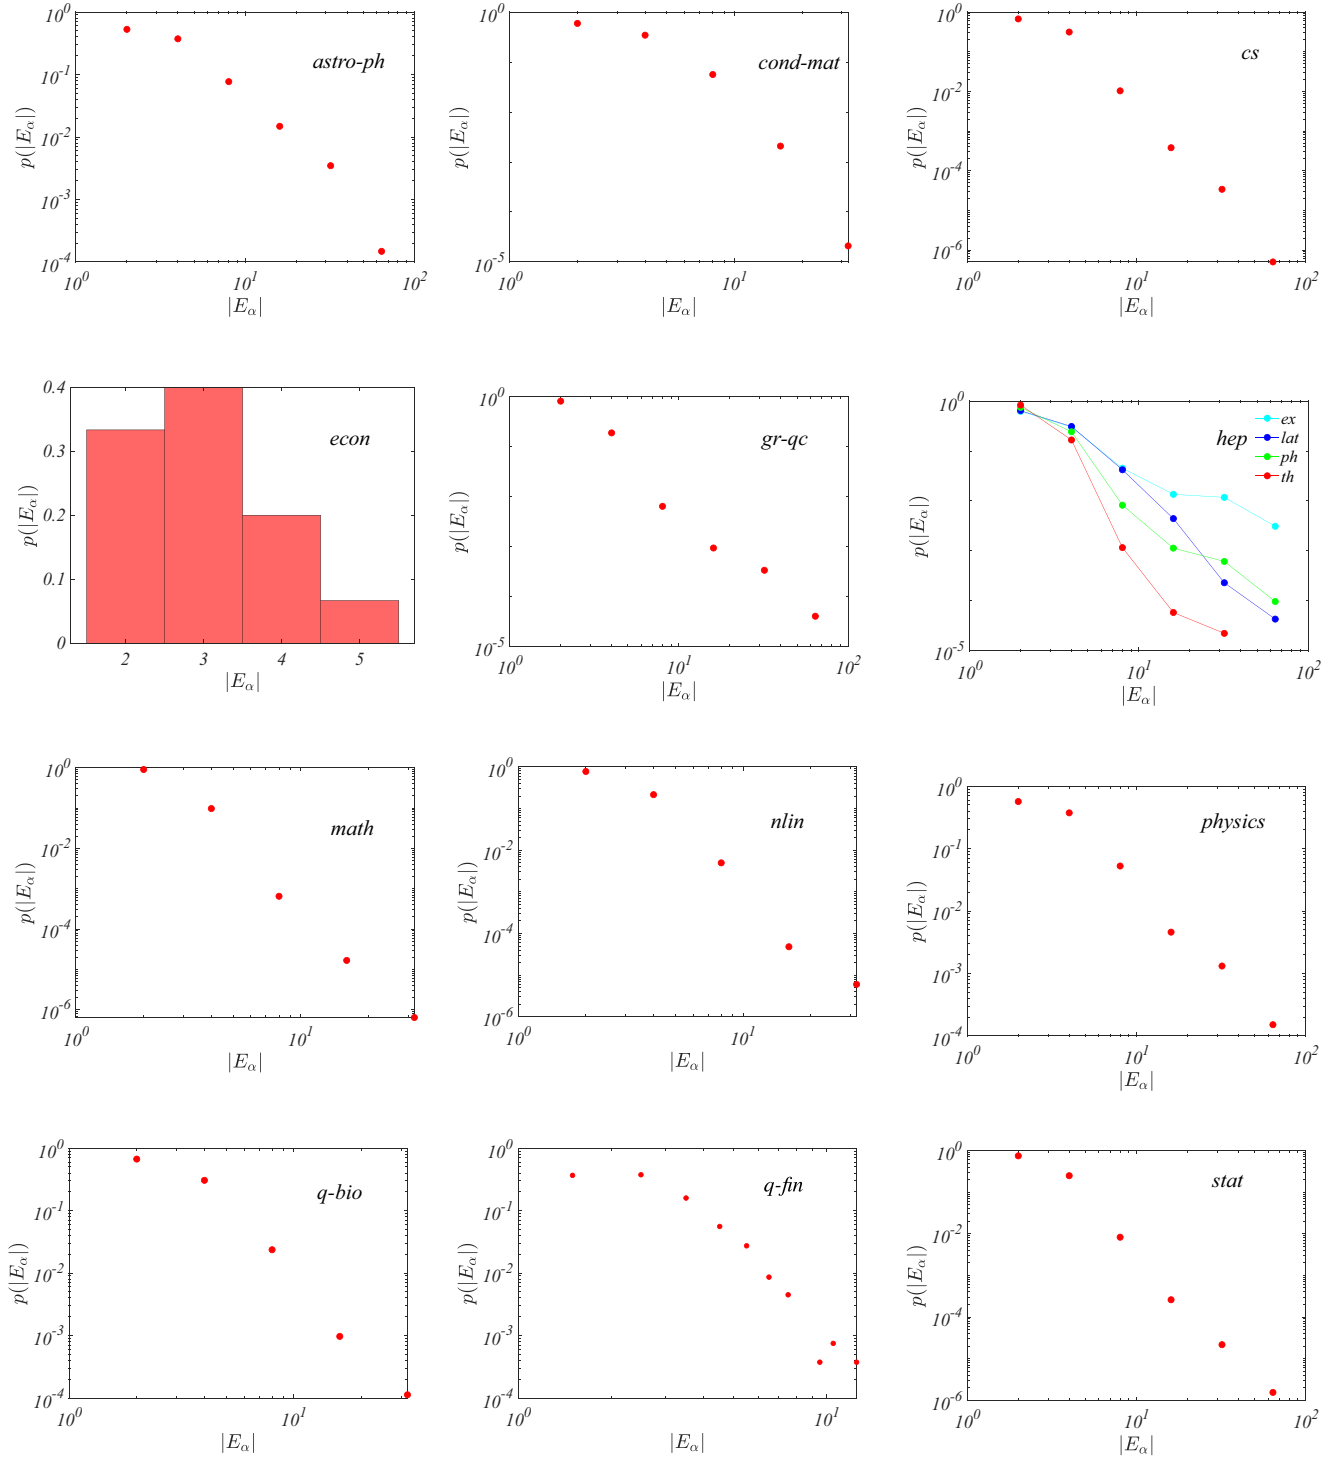 astro-ph
p(|E_α|)
10^0
10^-1
10^-2
10^-3
10^-4
10^0 10^1 10^2
|E_α|
cond-mat
p(|E_α|)
10^0
10^-5
10^0 10^1
|E_α|
cs
p(|E_α|)
10^0
10^-2
10^-4
10^-6
10^0 10^1 10^2
|E_α|
econ
p(|E_α|)
0.4
0.3
0.2
0.1
0
2 3 4 5
|E_α|
gr-qc
p(|E_α|)
10^0
10^-5
10^0 10^1 10^2
|E_α|
hep
ex
lat
ph
th
p(|E_α|)
10^0
10^-5
10^0 10^1 10^2
|E_α|
math
p(|E_α|)
10^0
10^-2
10^-4
10^-6
10^0 10^1
|E_α|
nlin
p(|E_α|)
10^0
10^-2
10^-4
10^-6
10^0 10^1
|E_α|
physics
p(|E_α|)
10^0
10^-1
10^-2
10^-3
10^-4
10^0 10^1 10^2
|E_α|
q-bio
p(|E_α|)
10^0
10^-1
10^-2
10^-3
10^-4
10^0 10^1
|E_α|
q-fin
p(|E_α|)
10^0
10^-1
10^-2
10^-3
10^-4
10^0 10^1
|E_α|
stat
p(|E_α|)
10^0
10^-2
10^-4
10^-6
10^0 10^1 10^2
|E_α|